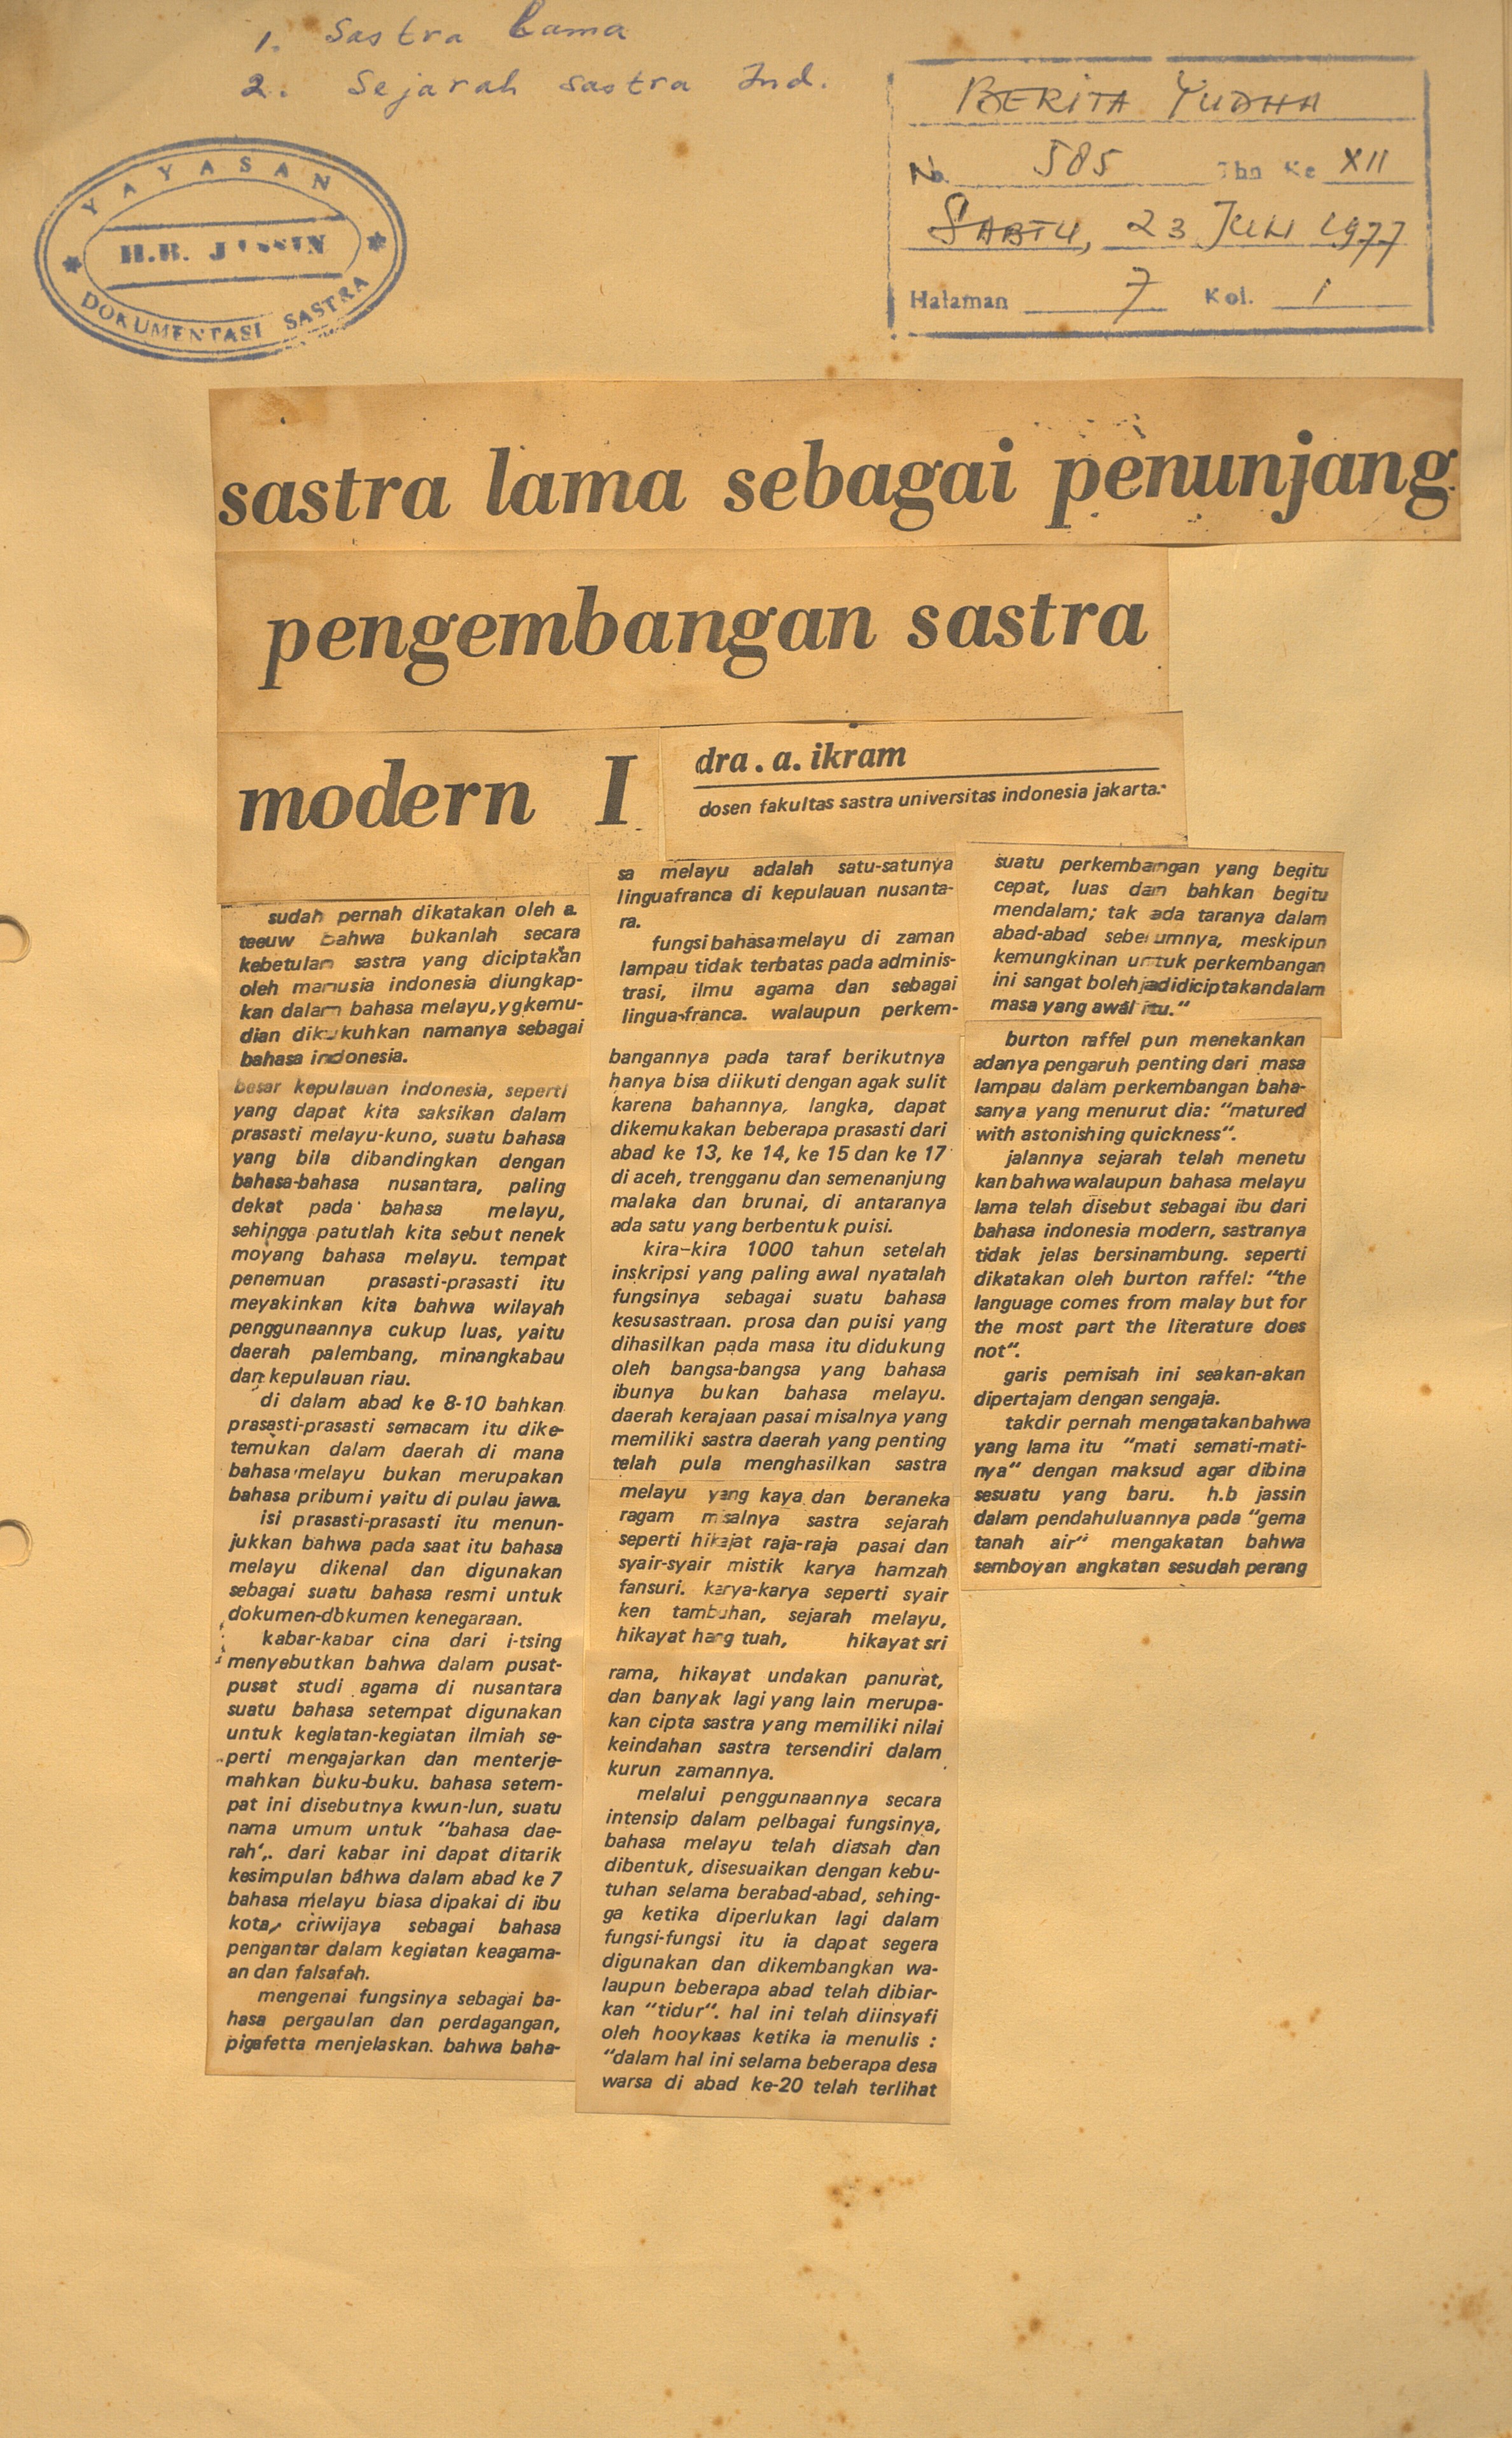 1. Sastra Lama
2. Sejarah sastra Ind.
YAYASAN
H.B. JASSIN
DOKUMENTASI SASTRA
BERITA YUDHA
No. 585 Thn Ke XII
SABTU, 23 JULI 1977
Halaman 7 Kol. 1
sastra lama sebagai penunjang
pengembangan sastra
modern I
dra. a. ikram
dosen fakultas sastra universitas indonesia jakarta.
sudah pernah dikatakan oleh a.
teeuw bahwa bukanlah secara
kebetulan sastra yang diciptakan
oleh manusia indonesia diungkap-
kan dalam bahasa melayu, yg kemu-
dian dikukuhkan namanya sebagai
bahasa indonesia.
besar kepulauan indonesia, seperti
yang dapat kita saksikan dalam
prasasti melayu-kuno, suatu bahasa
yang bila dibandingkan dengan
bahasa-bahasa nusantara, paling
dekat pada bahasa melayu,
sehingga patutlah kita sebut nenek
moyang bahasa melayu. tempat
penemuan prasasti-prasasti itu
meyakinkan kita bahwa wilayah
penggunaannya cukup luas, yaitu
daerah palembang, minangkabau
dan kepulauan riau.
di dalam abad ke 8-10 bahkan
prasasti-prasasti semacam itu dike-
temukan dalam daerah di mana
bahasa melayu bukan merupakan
bahasa pribumi yaitu di pulau jawa.
isi prasasti-prasasti itu menun-
jukkan bahwa pada saat itu bahasa
melayu dikenal dan digunakan
sebagai suatu bahasa resmi untuk
dokumen-dbkumen kenegaraan.
kabar-kabar cina dari i-tsing
menyebutkan bahwa dalam pusat-
pusat studi agama di nusantara
suatu bahasa setempat digunakan
untuk kegiatan-kegiatan ilmiah se-
perti mengajarkan dan menterje-
mahkan buku-buku. bahasa setem-
pat ini disebutnya kwun-lun, suatu
nama umum untuk "bahasa dae-
rah',. dari kabar ini dapat ditarik
kesimpulan bahwa dalam abad ke 7
bahasa melayu biasa dipakai di ibu
kota, criwijaya sebagai bahasa
pengantar dalam kegiatan keagama-
an dan falsafah.
mengenai fungsinya sebagai ba-
hasa pergaulan dan perdagangan,
pigafetta menjelaskan. bahwa baha-
sa melayu adalah satu-satunya
linguafranca di kepulauan nusanta-
ra.
fungsi bahasa melayu di zaman
lampau tidak terbatas pada adminis-
trasi, ilmu agama dan sebagai
lingua-franca. walaupun perkem-
bangannya pada taraf berikutnya
hanya bisa diikuti dengan agak sulit
karena bahannya, langka, dapat
dikemukakan beberapa prasasti dari
abad ke 13, ke 14, ke 15 dan ke 17
di aceh, trengganu dan semenanjung
malaka dan brunai, di antaranya
ada satu yang berbentuk puisi.
kira-kira 1000 tahun setelah
inskripsi yang paling awal nyatalah
fungsinya sebagai suatu bahasa
kesusastraan. prosa dan puisi yang
dihasilkan pada masa itu didukung
oleh bangsa-bangsa yang bahasa
ibunya bukan bahasa melayu.
daerah kerajaan pasai misalnya yang
memiliki sastra daerah yang penting
telah pula menghasilkan sastra
melayu yang kaya dan beraneka
ragam misalnya sastra sejarah
seperti hikajat raja-raja pasai dan
syair-syair mistik karya hamzah
fansuri. karya-karya seperti syair
ken tambuhan, sejarah melayu,
hikayat hang tuah, hikayat sri
rama, hikayat undakan panurat,
dan banyak lagi yang lain merupa-
kan cipta sastra yang memiliki nilai
keindahan sastra tersendiri dalam
kurun zamannya.
melalui penggunaannya secara
intensip dalam pelbagai fungsinya,
bahasa melayu telah diasah dan
dibentuk, disesuaikan dengan kebu-
tuhan selama berabad-abad, sehing-
ga ketika diperlukan lagi dalam
fungsi-fungsi itu ia dapat segera
digunakan dan dikembangkan wa-
laupun beberapa abad telah dibiar-
kan "tidur". hal ini telah diinsyafi
oleh hooykaas ketika ia menulis :
"dalam hal ini selama beberapa desa
warsa di abad ke-20 telah terlihat
suatu perkembangan yang begitu
cepat, luas dan bahkan begitu
mendalam; tak ada taranya dalam
abad-abad sebelumnya, meskipun
kemungkinan untuk perkembangan
ini sangat boleh jadi diciptakan dalam
masa yang awal itu."
burton raffel pun menekankan
adanya pengaruh penting dari masa
lampau dalam perkembangan baha-
sanya yang menurut dia: "matured
with astonishing quickness".
jalannya sejarah telah menetu
kan bahwa walaupun bahasa melayu
lama telah disebut sebagai ibu dari
bahasa indonesia modern, sastranya
tidak jelas bersinambung. seperti
dikatakan oleh burton raffel: "the
language comes from malay but for
the most part the literature does
not".
garis pemisah ini seakan-akan
dipertajam dengan sengaja.
takdir pernah mengatakan bahwa
yang lama itu "mati semati-mati-
nya" dengan maksud agar dibina
sesuatu yang baru. h.b jassin
dalam pendahuluannya pada "gema
tanah air" mengakatan bahwa
semboyan angkatan sesudah perang